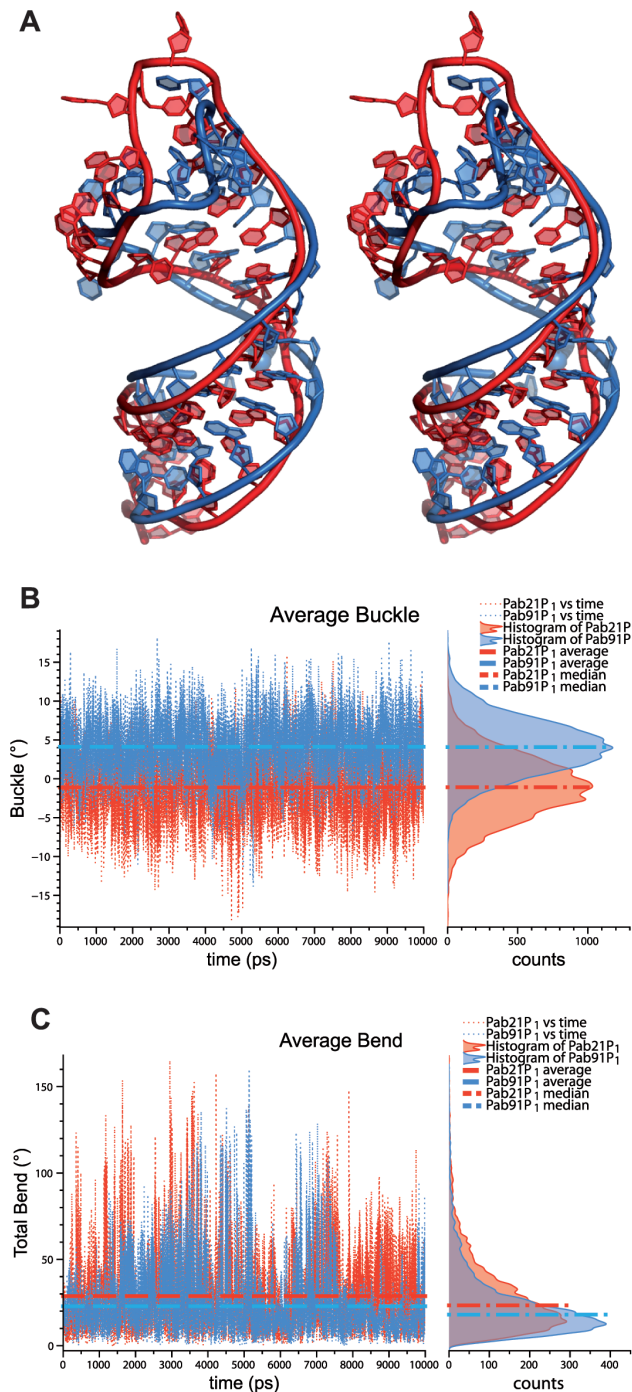 A
B
Average Buckle
Pab21P1 vs time
Pab91P1 vs time
Histogram of Pab21P
Histogram of Pab91P
Pab21P1 average
Pab91P1 average
Pab21P1 median
Pab91P1 median
Buckle (°)
15
10
5
0
−5
−10
−15
0 1000 2000 3000 4000 5000 6000 7000 8000 9000 10000
time (ps)
0 500 1000
counts
C
Average Bend
Pab21P1 vs time
Pab91P1 vs time
Histogram of Pab21P1
Histogram of Pab91P1
Pab21P1 average
Pab91P1 average
Pab21P1 median
Pab91P1 median
Total Bend (°)
150
100
50
0
0 1000 2000 3000 4000 5000 6000 7000 8000 9000 10000
time (ps)
0 100 200 300 400
counts